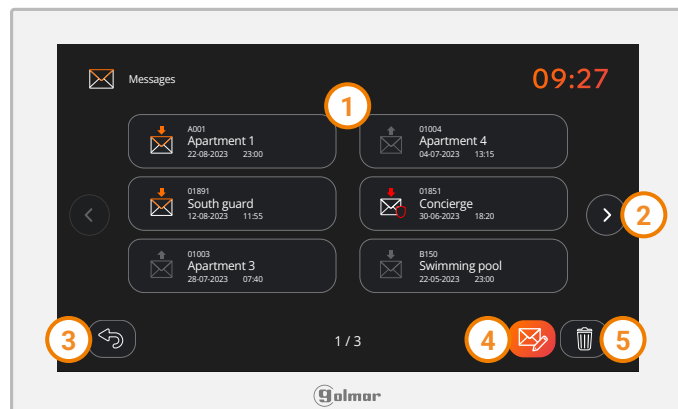 Messages
09:27
1
A001
Apartment 1
22-08-2023 23:00
01004
Apartment 4
04-07-2023 13:15
01891
South guard
12-08-2023 11:55
01851
Concierge
30-06-2023 18:20
2
01003
Apartment 3
28-07-2023 07:40
B150
Swimming pool
22-05-2023 23:00
3
1 / 3
4
5
golmar